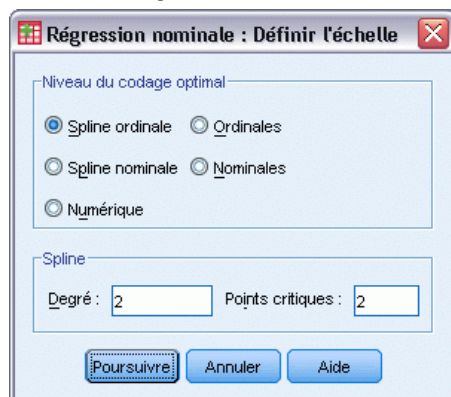 Régression nominale : Définir l'échelle
Niveau du codage optimal
Spline ordinale Ordinales
Spline nominale Nominales
Numérique
Spline
Degré : 2 Points critiques : 2
Poursuivre Annuler Aide